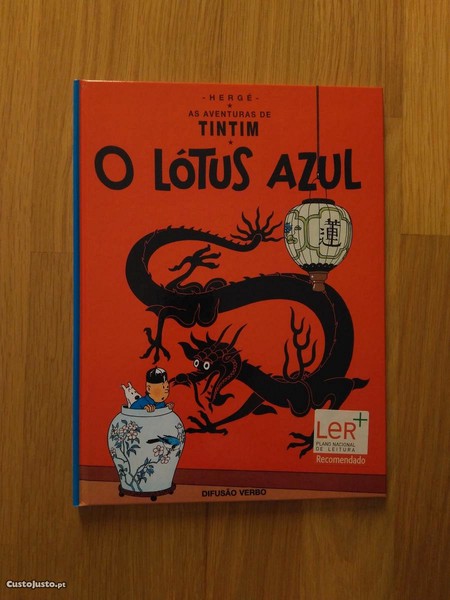 - HERGÉ -
AS AVENTURAS DE
TINTIM
O LÓTUS AZUL
蓮
LeR+
PLANO NACIONAL
DE LEITURA
Recomendado
DIFUSÃO VERBO
CustoJusto.pt